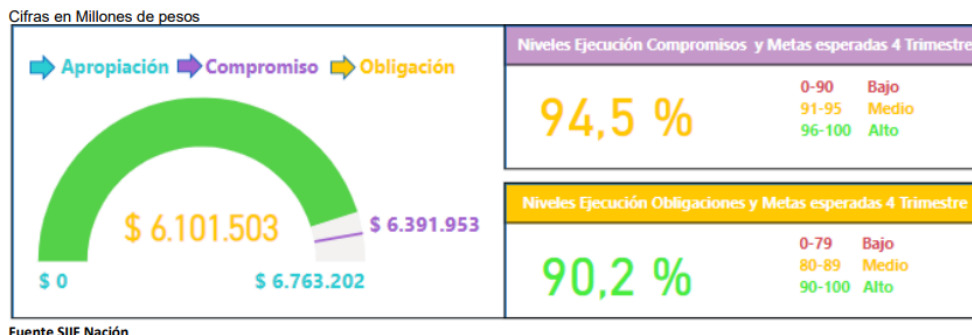 Cifras en Millones de pesos
Apropiación Compromiso Obligación
$ 6.101.503
$ 6.391.953
$ 0
$ 6.763.202
Niveles Ejecución Compromisos y Metas esperadas 4 Trimestre
94,5 %
0-90 Bajo
91-95 Medio
96-100 Alto
Niveles Ejecución Obligaciones y Metas esperadas 4 Trimestre
90,2 %
0-79 Bajo
80-89 Medio
90-100 Alto
Fuente SIIF Nación